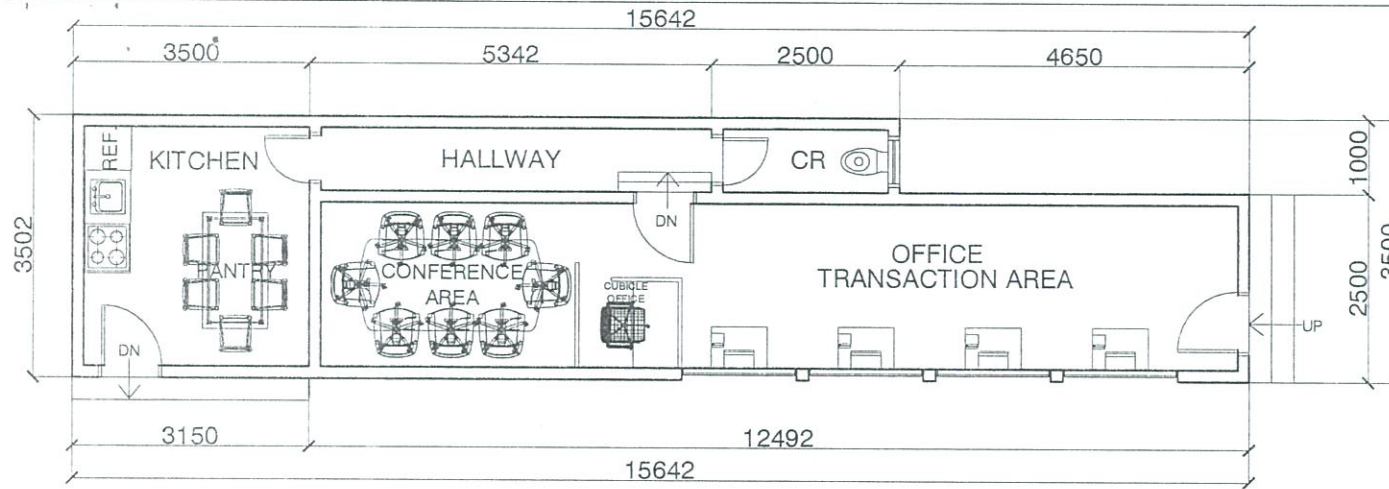 15642
3500
5342
2500
4650
REF.
KITCHEN
HALLWAY
CR
1000
DN
3502
PANTRY
CONFERENCE
AREA
CUBICLE
OFFICE
OFFICE
TRANSACTION AREA
2500
3500
UP
DN
3150
12492
15642